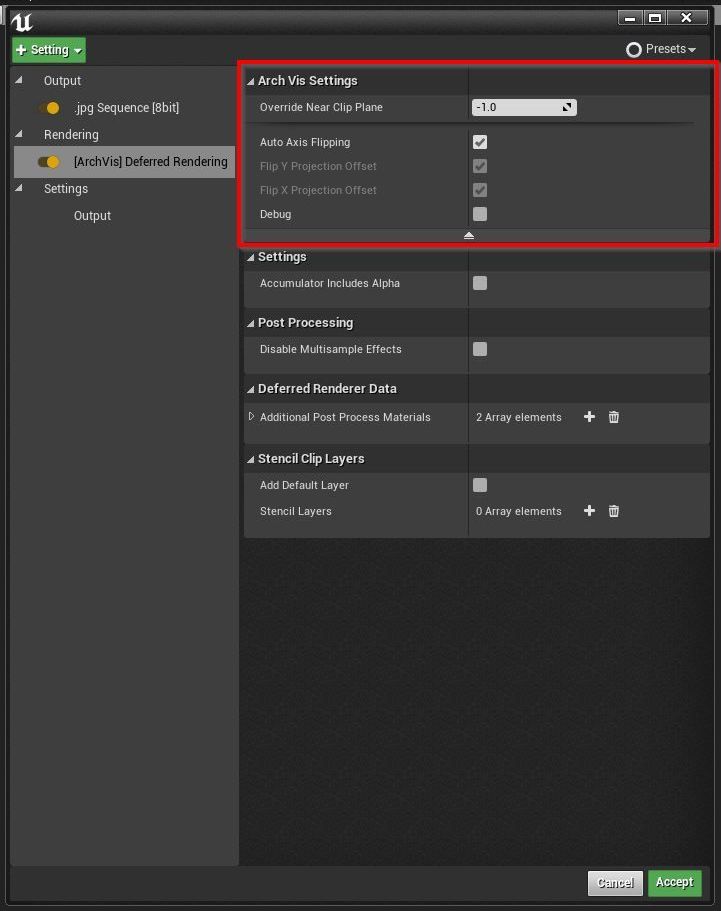 + Setting
Presets
Output
.jpg Sequence [8bit]
Rendering
[ArchVis] Deferred Rendering
Settings
Output
Arch Vis Settings
Override Near Clip Plane -1.0
Auto Axis Flipping
Flip Y Projection Offset
Flip X Projection Offset
Debug
Settings
Accumulator Includes Alpha
Post Processing
Disable Multisample Effects
Deferred Renderer Data
Additional Post Process Materials 2 Array elements
Stencil Clip Layers
Add Default Layer
Stencil Layers 0 Array elements
Cancel Accept